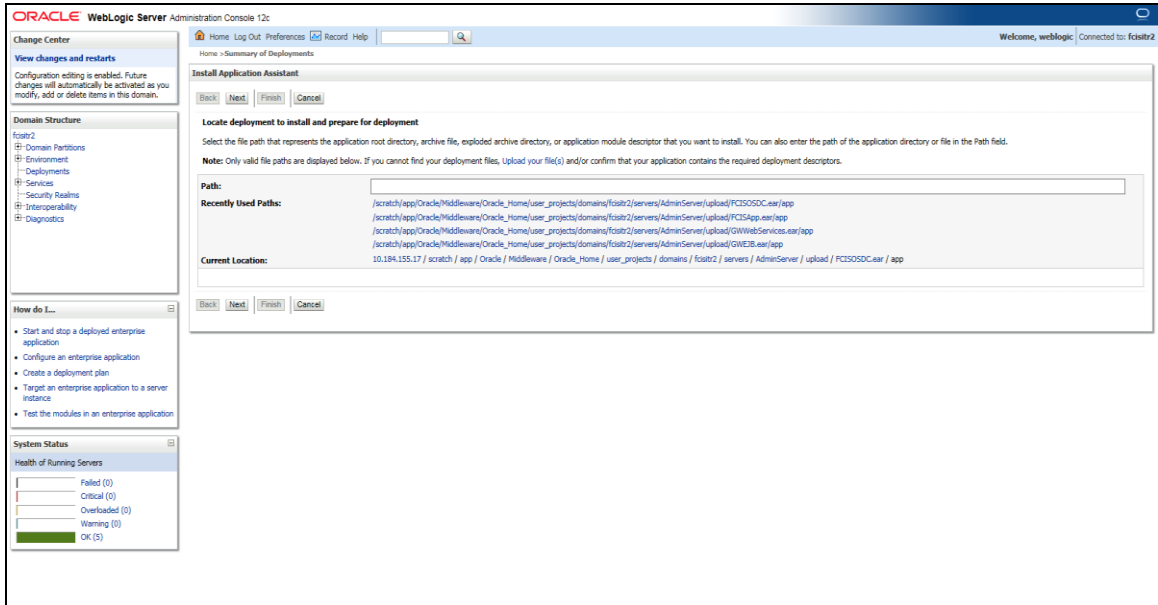 ORACLE WebLogic Server Administration Console 12c
Change Center
View changes and restarts
Configuration editing is enabled. Future
changes will automatically be activated as you
modify, add or delete items in this domain.
Domain Structure
fcisitr2
Domain Partitions
Environment
Deployments
Services
Security Realms
Interoperability
Diagnostics
How do I...
Start and stop a deployed enterprise
application
Configure an enterprise application
Create a deployment plan
Target an enterprise application to a server
instance
Test the modules in an enterprise application
System Status
Health of Running Servers
Failed (0)
Critical (0)
Overloaded (0)
Warning (0)
OK (5)
Home Log Out Preferences Record Help
Welcome, weblogic Connected to: fcisitr2
Home >Summary of Deployments
Install Application Assistant
Back Next Finish Cancel
Locate deployment to install and prepare for deployment
Select the file path that represents the application root directory, archive file, exploded archive directory, or application module descriptor that you want to install. You can also enter the path of the application directory or file in the Path field.
Note: Only valid file paths are displayed below. If you cannot find your deployment files, Upload your file(s) and/or confirm that your application contains the required deployment descriptors.
Path:
Recently Used Paths: /scratch/app/Oracle/Middleware/Oracle_Home/user_projects/domains/fcisitr2/servers/AdminServer/upload/FCISOSDC.ear/app
/scratch/app/Oracle/Middleware/Oracle_Home/user_projects/domains/fcisitr2/servers/AdminServer/upload/FCISApp.ear/app
/scratch/app/Oracle/Middleware/Oracle_Home/user_projects/domains/fcisitr2/servers/AdminServer/upload/GWWebServices.ear/app
/scratch/app/Oracle/Middleware/Oracle_Home/user_projects/domains/fcisitr2/servers/AdminServer/upload/GWEJB.ear/app
Current Location: 10.184.155.17 / scratch / app / Oracle / Middleware / Oracle_Home / user_projects / domains / fcisitr2 / servers / AdminServer / upload / FCISOSDC.ear / app
Back Next Finish Cancel